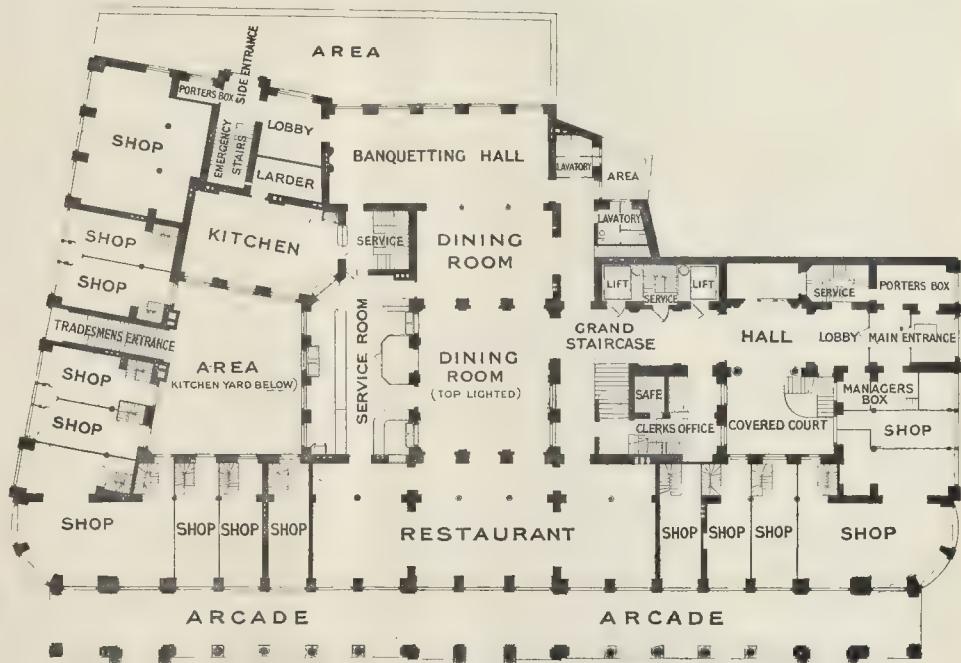 AREA
SIDE ENTRANCE
PORTERS BOX
SHOP
EMERGENCY
STAIRS
LOBBY
LARDER
BANQUETTING HALL
LAVATORY
AREA
LAVATORY
KITCHEN
SERVICE
DINING
ROOM
SHOP
SHOP
TRADESMENS ENTRANCE
AREA
(KITCHEN YARD BELOW)
SERVICE ROOM
DINING
ROOM
(TOP LIGHTED)
LIFT
SERVICE
LIFT
GRAND
STAIRCASE
HALL
SERVICE
PORTERS BOX
LOBBY
MAIN ENTRANCE
SHOP
SHOP
SAFE
CLERKS OFFICE
COVERED COURT
MANAGERS
BOX
SHOP
SHOP
SHOP
SHOP
SHOP
RESTAURANT
SHOP
SHOP
SHOP
SHOP
ARCADE
ARCADE